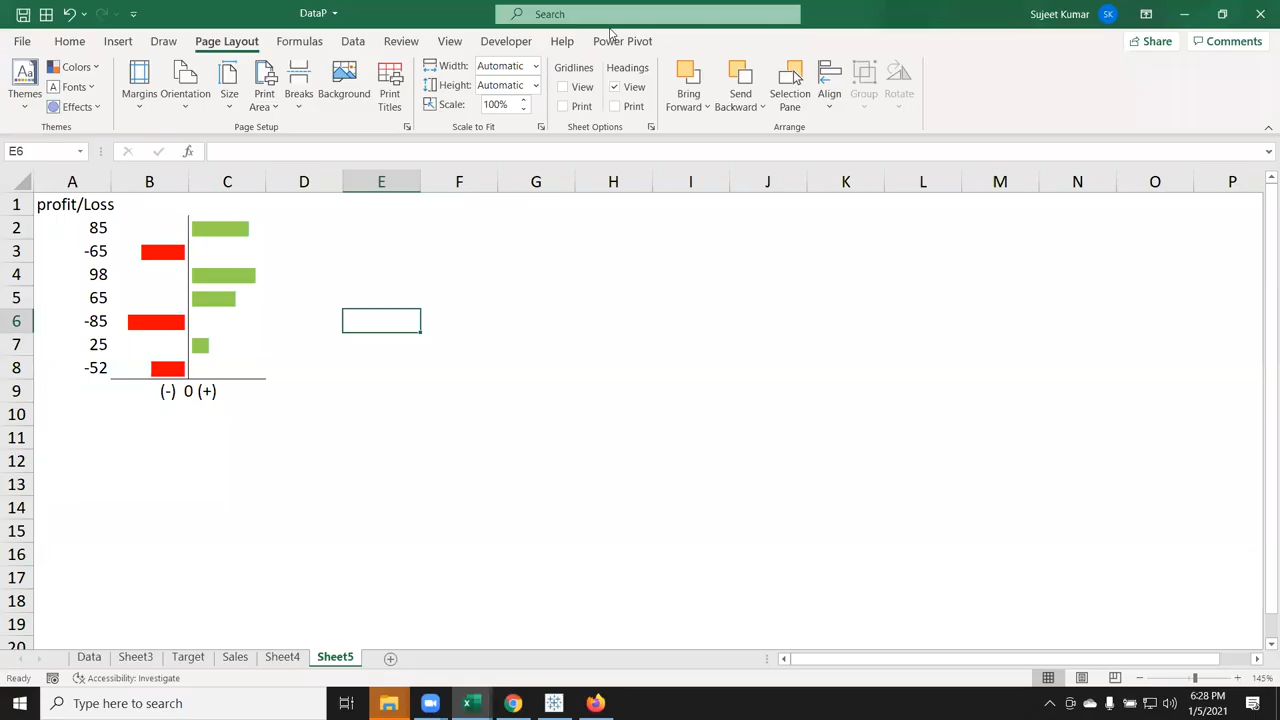 DataP
Search
Sujeet Kumar
SK
File Home Insert Draw Page Layout Formulas Data Review View Developer Help Power Pivot
Share
Comments
Themes
Colors
Fonts
Effects
Themes
Margins
Orientation
Size
Print Area
Breaks
Background
Print Titles
Page Setup
Width: Automatic
Height: Automatic
Scale: 100%
Scale to Fit
Gridlines
View
Print
Headings
View
Print
Sheet Options
Bring Forward
Send Backward
Selection Pane
Align
Group
Rotate
Arrange
E6
fx
A B C D E F G H I J K L M N O P
1 profit/Loss
2 85
3 -65
4 98
5 65
6 -85
7 25
8 -52
9 (-) 0 (+)
10
11
12
13
14
15
16
17
18
19
20
Data Sheet3 Target Sales Sheet4 Sheet5
Ready
Accessibility: Investigate
145%
Type here to search
6:28 PM
1/5/2021